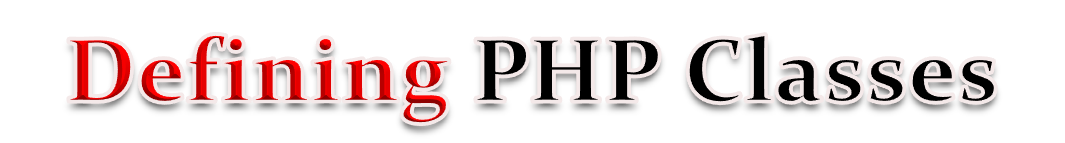 Defining PHP Classes